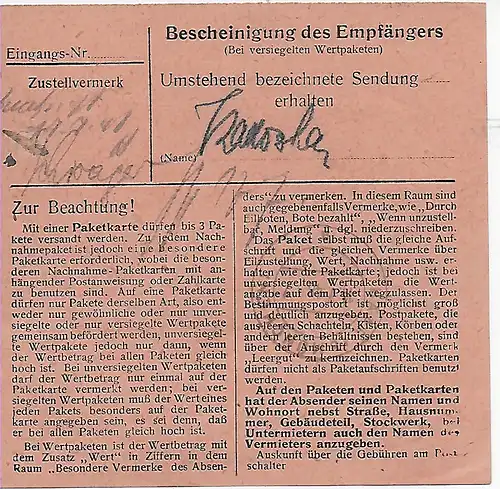 Eingangs-Nr.
Zustellvermerk
Bescheinigung des Empfängers
(Bei versiegelten Wertpaketen)
Umstehend bezeichnete Sendung
erhalten
(Name)
Zur Beachtung!
Mit einer Paketkarte dürfen bis 3 Pa-
kete versandt werden. Zu jedem Nach-
nahmepaket ist jedoch eine besondere
Paketkarte erforderlich, wobei die beson-
deren Nachnahme-Paketkarten mit an-
hängender Postanweisung oder Zahlkarte
zu benutzen sind. Auf eine Paketkarte
dürfen nur Pakete derselben Art, also ent-
weder nur gewöhnliche oder nur unver-
siegelte oder nur versiegelte Wertpakete
gemeinsam befördert werden, unversiegelte
Wertpakete jedoch nur dann, wenn
der Wertbetrag bei allen Paketen gleich
hoch ist. Bei unversiegelten Wertpaketen
darf der Wertbetrag nur einmal auf der
Paketkarte vermerkt werden; bei ver-
siegelten Wertpaketen muß der Wert eines
jeden Pakets besonders auf der Paket-
karte angegeben sein, es sei denn, daß
er bei allen Paketen gleich hoch ist.
Bei Wertpaketen ist der Wertbetrag mit
dem Zusatz „Wert" in Ziffern in dem
Raum „Besondere Vermerke des Absen-
ders" zu vermerken. In diesem Raum sind
auch gegebenenfalls Vermerke, wie „Durch
Eilboten, Bote bezahlt", „Wenn unzustell-
bar, Meldung" u. dgl. niederzuschreiben.
Das Paket selbst muß die gleiche Auf-
schrift und die gleichen Vermerke über
Eilzustellung, Wert, Nachnahme usw. er-
halten wie die Paketkarte; jedoch ist bei
unversiegelten Wertpaketen die Wert-
angabe auf dem Paket wegzulassen. Der
Bestimmungspostort ist möglichst groß
und deutlich anzugeben. Postpakete, die
aus leeren Schachteln, Kisten, Körben oder
andern leeren Behältnissen bestehen, sind
über der Anschrift durch den Vermerk
„Leergut" zu kennzeichnen. Paketkarten
dürfen nicht als Paketaufschriften benutzt
werden.
Auf den Paketen und Paketkarten
hat der Absender seinen Namen und
Wohnort nebst Straße, Hausnum-
mer, Gebäudeteil, Stockwerk, bei
Untermietern auch den Namen des
Vermieters anzugeben.
Auskunft über die Gebühren am Post-
schalter